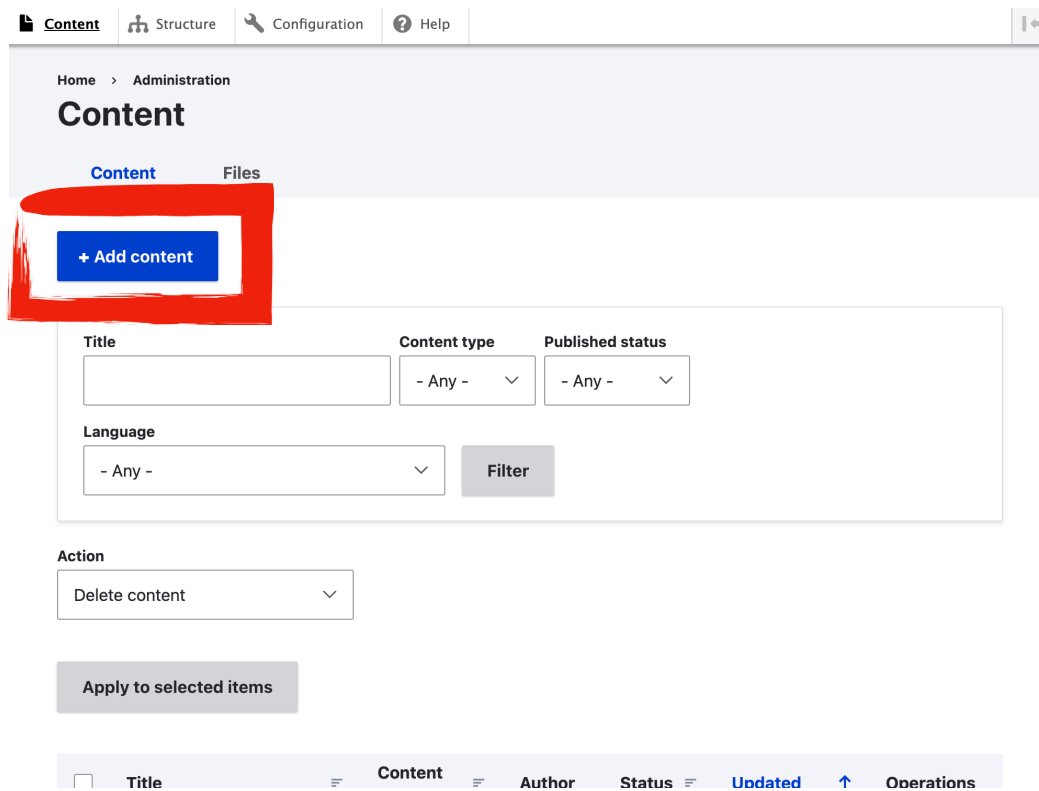 Content Structure Configuration Help
Home › Administration
Content
Content Files
+ Add content
Title Content type Published status
- Any - - Any -
Language
- Any - Filter
Action
Delete content
Apply to selected items
Title Content Author Status Updated Operations